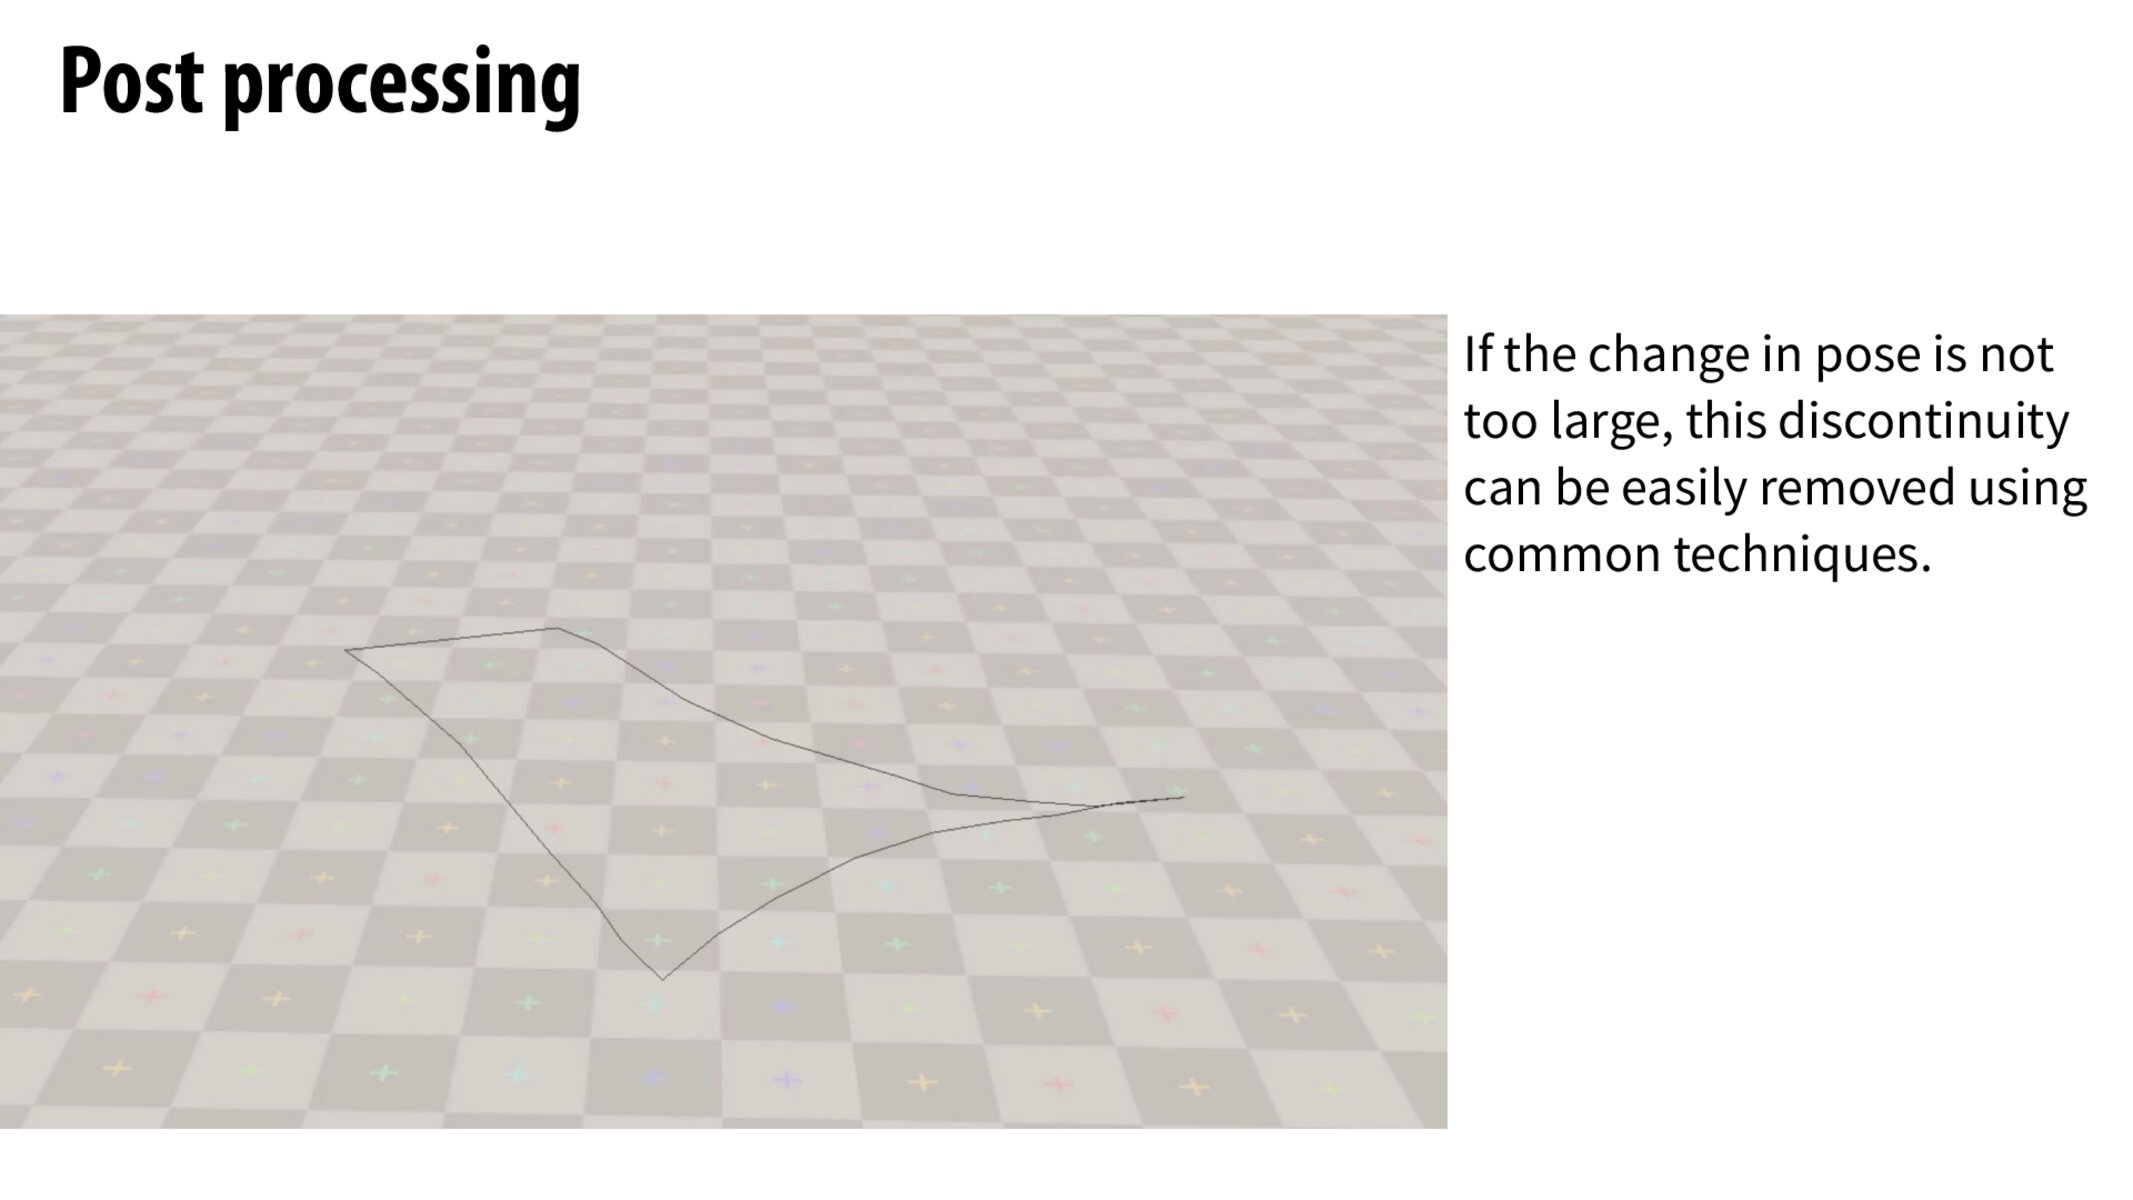 Post processing
If the change in pose is not
too large, this discontinuity
can be easily removed using
common techniques.